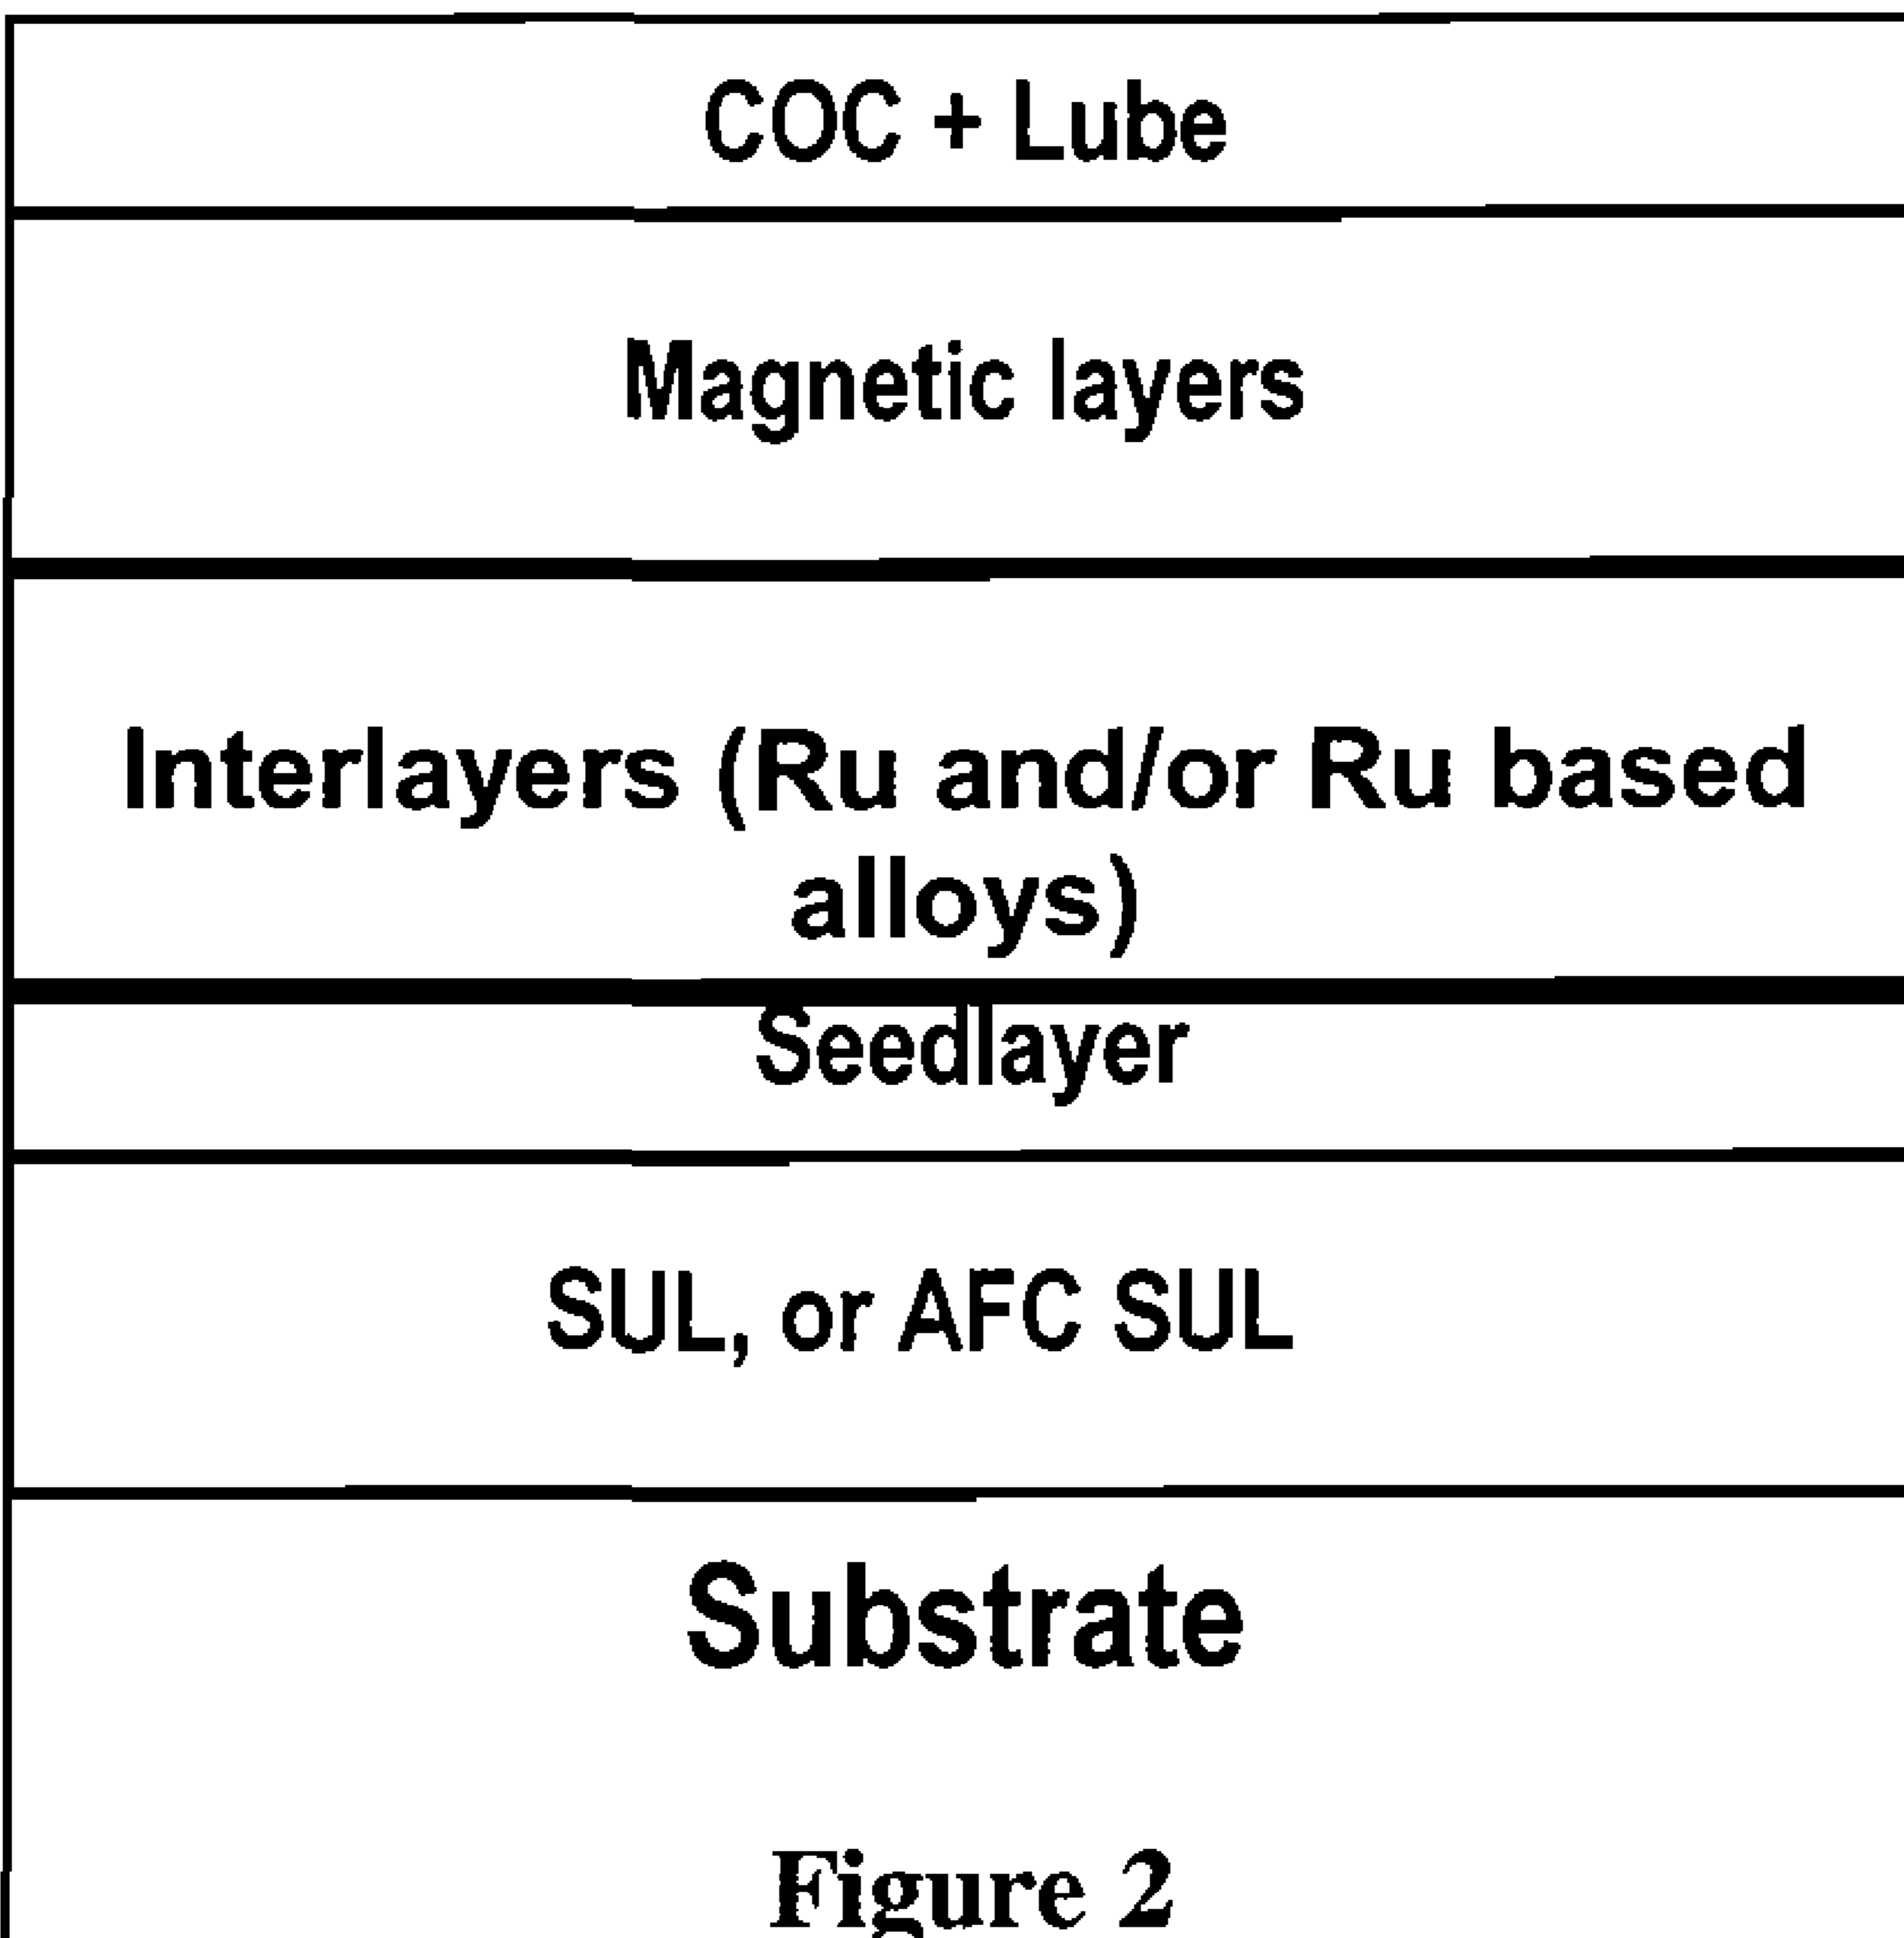 COC + Lube
Magnetic layers
Interlayers (Ru and/or Ru based
alloys)
Seedlayer
SUL, or AFC SUL
Substrate
Figure 2